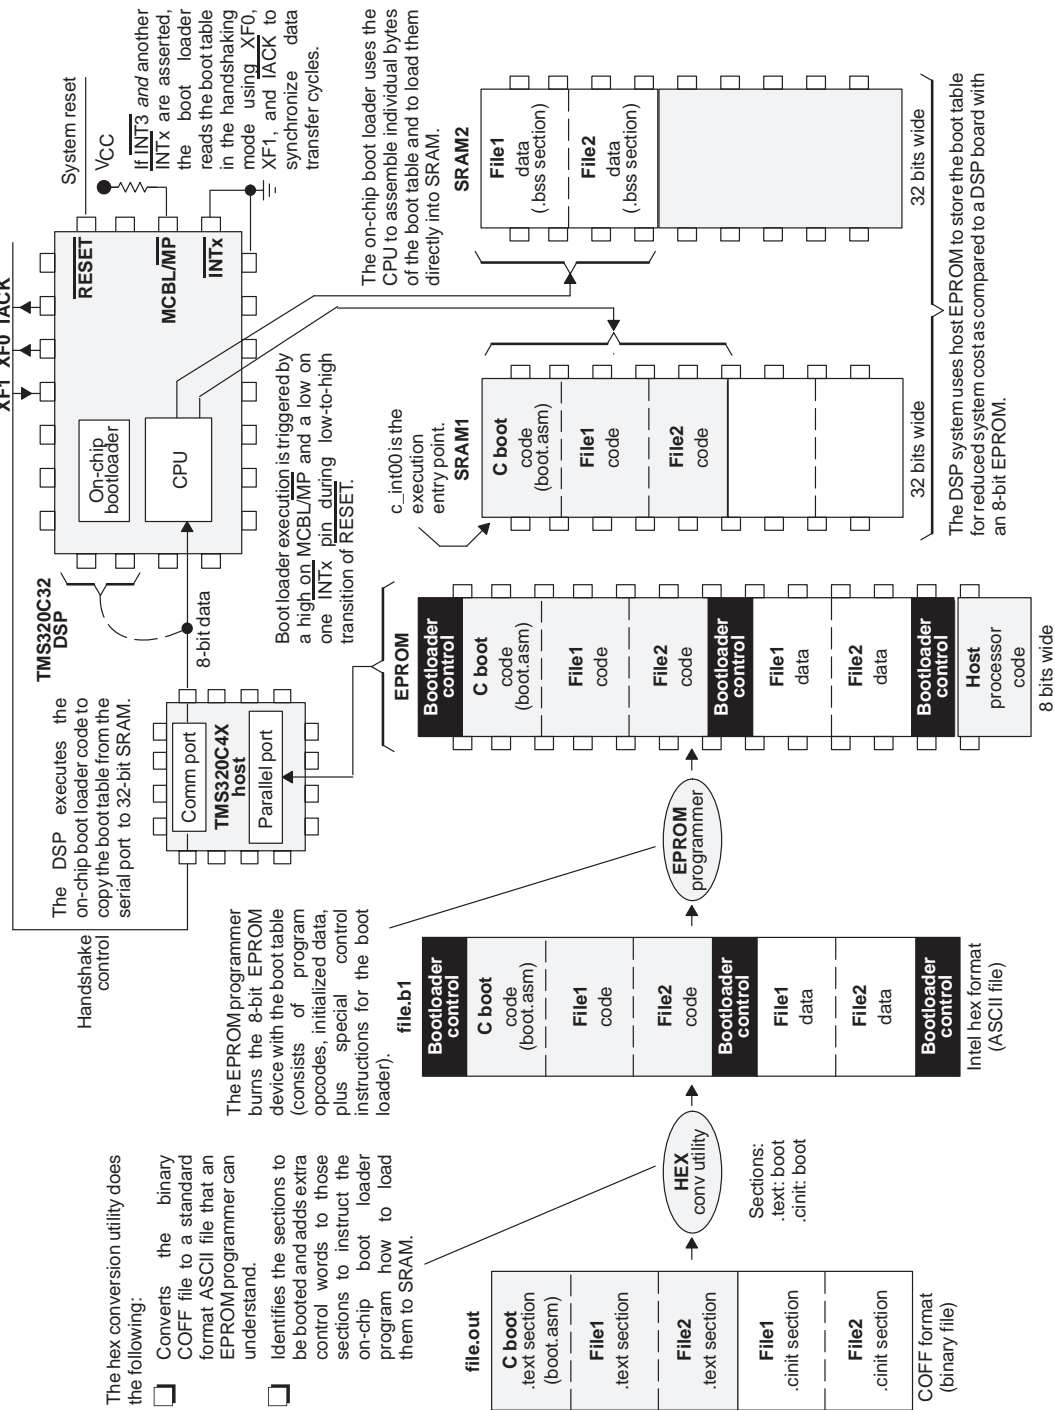 The hex conversion utility does
the following:
Converts the binary
COFF file to a standard
format ASCII file that an
EPROM programmer can
understand.
Identifies the sections to
be booted and adds extra
control words to those
sections to instruct the
on-chip boot loader
program how to load
them to SRAM.
file.out
C boot
.text section
(boot.asm)
File1
.text section
File2
.text section
File1
.cinit section
File2
.cinit section
COFF format
(binary file)
HEX
conv utility
Sections:
.text: boot
.cinit: boot
The EPROM programmer
burns the 8-bit EPROM
device with the boot table
(consists of program
opcodes, initialized data,
plus special control
instructions for the boot
loader).
file.b1
Bootloader
control
C boot
code
(boot.asm)
File1
code
File2
code
Bootloader
control
File1
data
File2
data
Bootloader
control
Intel hex format
(ASCII file)
EPROM
programmer
Handshake
control
The DSP executes the
on-chip boot loader code to
copy the boot table from the
serial port to 32-bit SRAM.
Comm port
TMS320C4X
host
Parallel port
8-bit data
EPROM
Bootloader
control
C boot
code
(boot.asm)
File1
code
File2
code
Bootloader
control
File1
data
File2
data
Bootloader
control
Host
processor
code
8 bits wide
TMS320C32
DSP
XF1 XF0 IACK
On-chip
bootloader
CPU
RESET
MCBL/MP
INTx
System reset
VCC
If INT3 and another
INTx are asserted,
the boot loader
reads the boot table
in the handshaking
mode using XF0,
XF1, and IACK to
synchronize data
transfer cycles.
Bootloader execution is triggered by
a high on MCBL/MP and a low on
one INTx pin during low-to-high
transition of RESET.
The on-chip boot loader uses the
CPU to assemble individual bytes
of the boot table and to load them
directly into SRAM.
c_int00 is the
execution
entry point.
SRAM1
C boot
code
(boot.asm)
File1
code
File2
code
32 bits wide
SRAM2
File1
data
(.bss section)
File2
data
(.bss section)
32 bits wide
The DSP system uses host EPROM to store the boot table
for reduced system cost as compared to a DSP board with
an 8-bit EPROM.